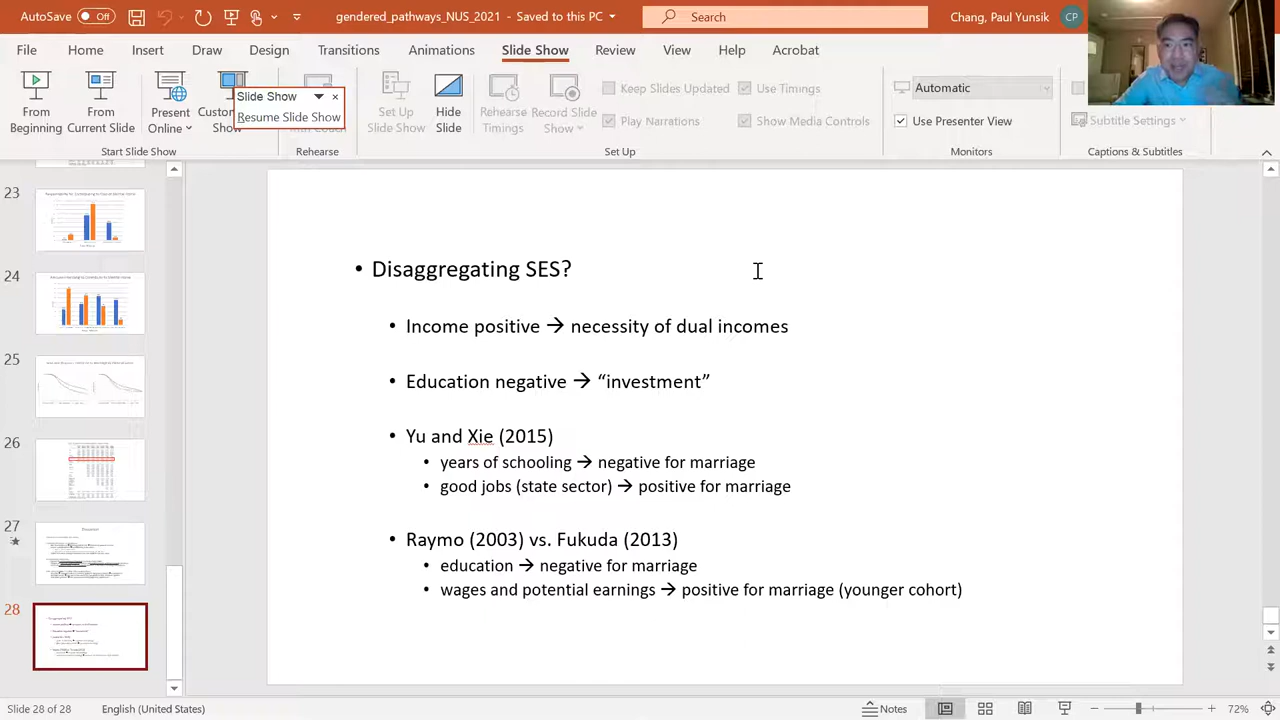 AutoSave Off
gendered_pathways_NUS_2021 - Saved to this PC
Search
Chang, Paul Yunsik
CP
File Home Insert Draw Design Transitions Animations Slide Show Review View Help Acrobat
From Beginning
From Current Slide
Present Online
Custom Show
Slide Show
Resume Slide Show
Set Up Slide Show
Hide Slide
Rehearse Timings
Record Slide Show
Keep Slides Updated
Play Narrations
Use Timings
Show Media Controls
Automatic
Use Presenter View
Subtitle Settings
Start Slide Show
Rehearse
Set Up
Monitors
Captions & Subtitles
23
24
25
26
27
28
• Disaggregating SES?
• Income positive → necessity of dual incomes
• Education negative → “investment”
• Yu and Xie (2015)
• years of schooling → negative for marriage
• good jobs (state sector) → positive for marriage
• Raymo (2003) vs. Fukuda (2013)
• education → negative for marriage
• wages and potential earnings → positive for marriage (younger cohort)
Slide 28 of 28
English (United States)
Notes
72%